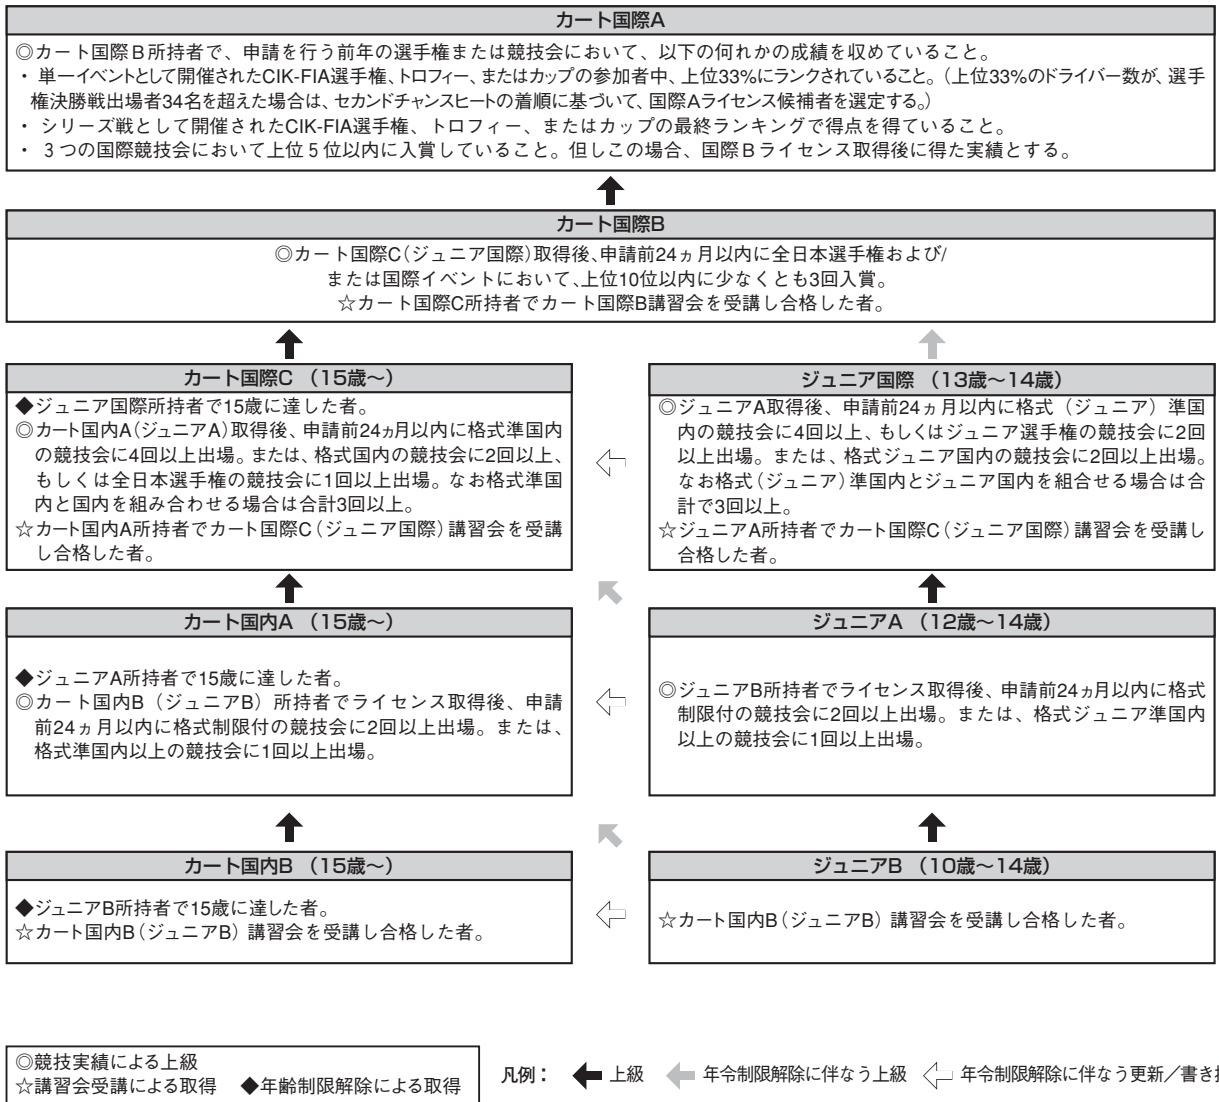 カート国際A
◎カート国際Ｂ所持者で、申請を行う前年の選手権または競技会において、以下の何れかの成績を収めていること。
・ 単一イベントとして開催されたCIK-FIA選手権、トロフィー、またはカップの参加者中、上位33%にランクされていること。（上位33%のドライバー数が、選手
権決勝戦出場者34名を超えた場合は、セカンドチャンスヒートの着順に基づいて、国際Aライセンス候補者を選定する。）
・ シリーズ戦として開催されたCIK-FIA選手権、トロフィー、またはカップの最終ランキングで得点を得ていること。
・ ３つの国際競技会において上位５位以内に入賞していること。但しこの場合、国際Ｂライセンス取得後に得た実績とする。
カート国際B
◎カート国際C（ジュニア国際）取得後、申請前24ヵ月以内に全日本選手権および/
または国際イベントにおいて、上位10位以内に少なくとも3回入賞。
☆カート国際C所持者でカート国際B講習会を受講し合格した者。
カート国際C （15歳～）
◆ジュニア国際所持者で15歳に達した者。
◎カート国内A（ジュニアA）取得後、申請前24ヵ月以内に格式準国内
の競技会に4回以上出場。または、格式国内の競技会に2回以上、
もしくは全日本選手権の競技会に1回以上出場。なお格式準国
内と国内を組み合わせる場合は合計3回以上。
☆カート国内A所持者でカート国際C（ジュニア国際）講習会を受講
し合格した者。
ジュニア国際 （13歳～14歳）
◎ジュニアA取得後、申請前24ヵ月以内に格式（ジュニア）準国
内の競技会に4回以上、もしくはジュニア選手権の競技会に2回
以上出場。または、格式ジュニア国内の競技会に2回以上出場。
なお格式（ジュニア）準国内とジュニア国内を組合せる場合は合
計で3回以上。
☆ジュニアA所持者でカート国際C（ジュニア国際）講習会を受講し
合格した者。
カート国内A （15歳～）
◆ジュニアA所持者で15歳に達した者。
◎カート国内B（ジュニアB）所持者でライセンス取得後、申請
前24ヵ月以内に格式制限付の競技会に2回以上出場。または、
格式準国内以上の競技会に1回以上出場。
ジュニアA （12歳～14歳）
◎ジュニアB所持者でライセンス取得後、申請前24ヵ月以内に格式
制限付の競技会に2回以上出場。または、格式ジュニア準国内
以上の競技会に1回以上出場。
カート国内B （15歳～）
◆ジュニアB所持者で15歳に達した者。
☆カート国内B（ジュニアB）講習会を受講し合格した者。
ジュニアB （10歳～14歳）
☆カート国内B（ジュニアB）講習会を受講し合格した者。
◎競技実績による上級
☆講習会受講による取得 ◆年齢制限解除による取得
凡例： 上級 年令制限解除に伴なう上級 年令制限解除に伴なう更新／書き